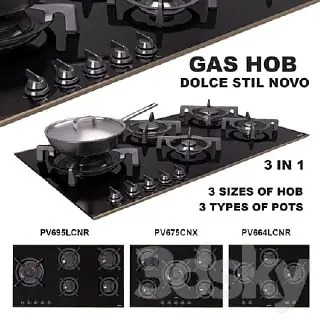 GAS HOB
DOLCE STIL NOVO
3 IN 1
3 SIZES OF HOB
3 TYPES OF POTS
PV695LCNR
PV675CNX
PV664LCNR
3dsky